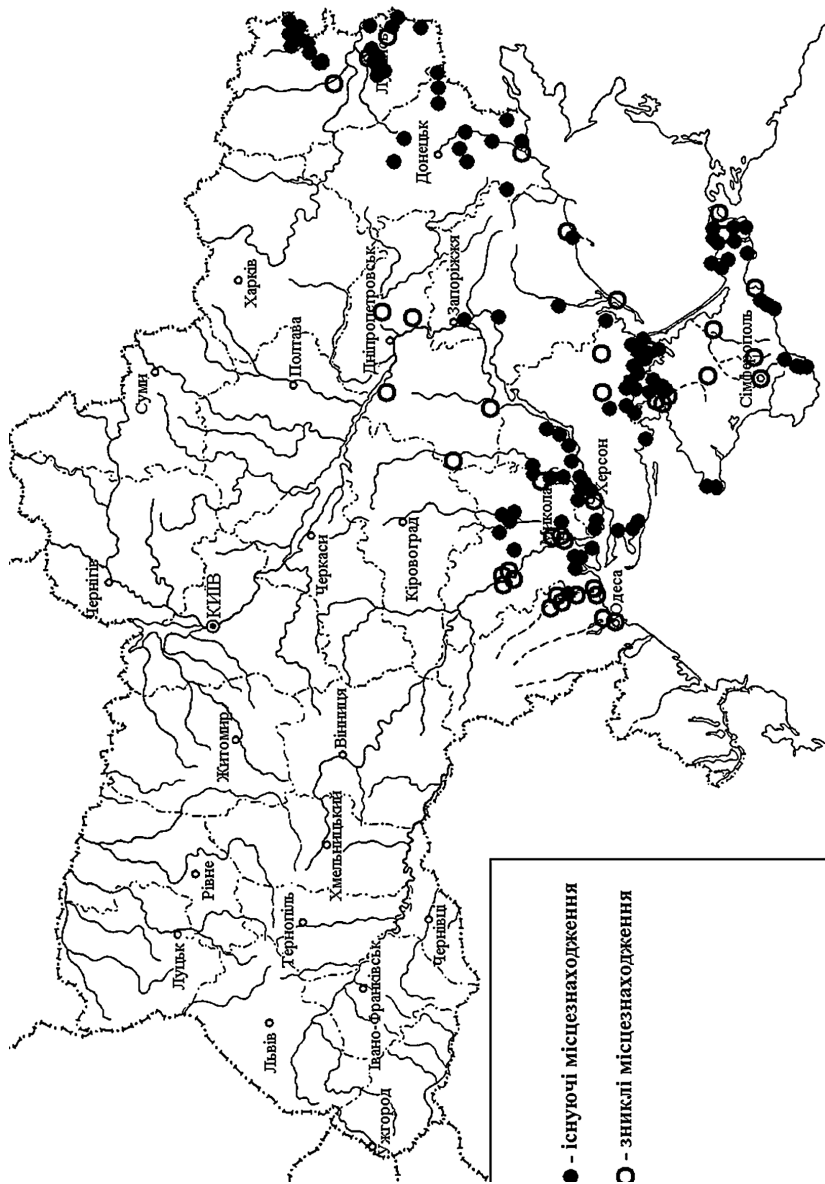 Чернігів
Суми
Луцьк
Рівне
Житомир
КИЇВ
Харків
Львів
Тернопіль
Хмельницький
Вінниця
Черкаси
Полтава
Ужгород
Івано-Франківськ
Чернівці
Кіровоград
Дніпропетровськ
Запоріжжя
Донецьк
Одеса
Херсон
Сімферополь
- існуючі місцезнаходження
- зниклі місцезнаходження